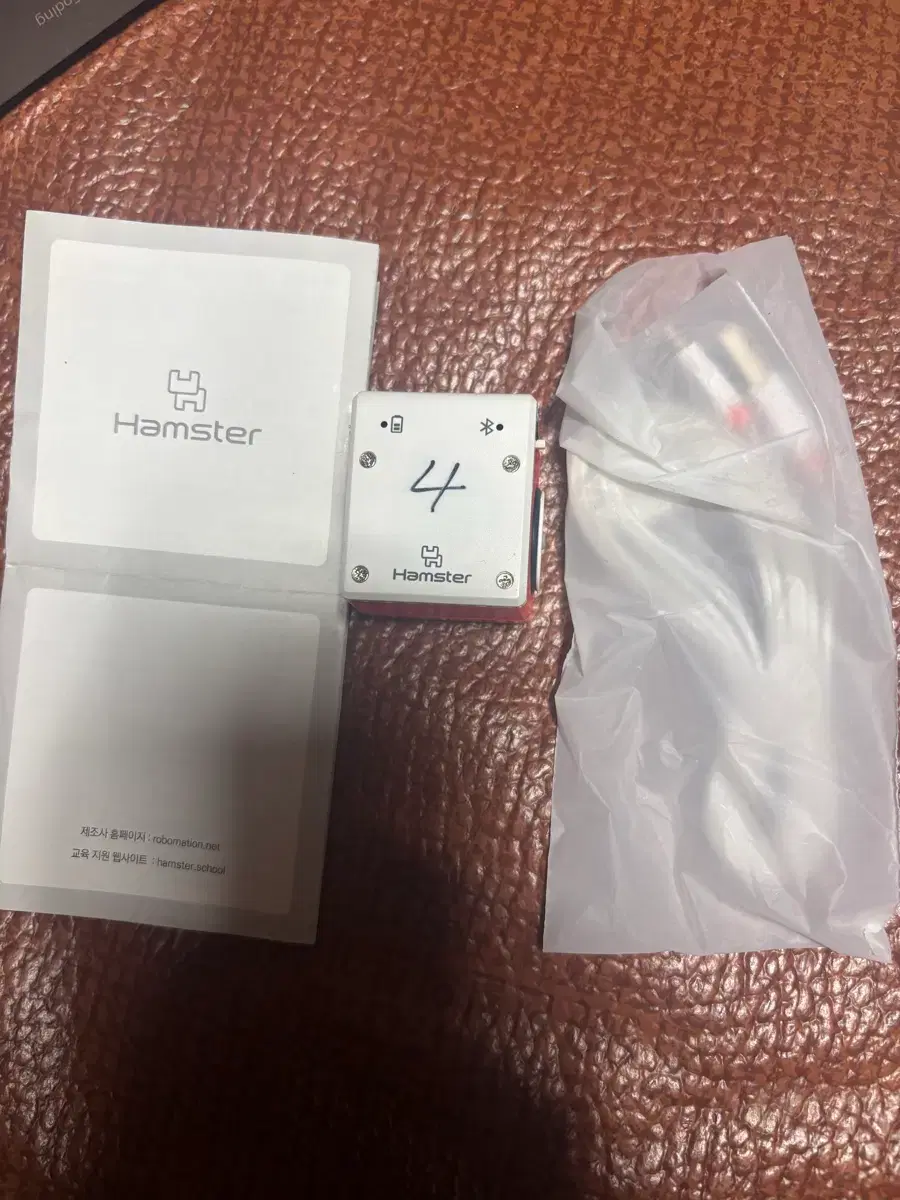 Coding
Hamster
4
Hamster
제조사 홈페이지 : robomation.net
교육 지원 웹사이트 : hamster.school